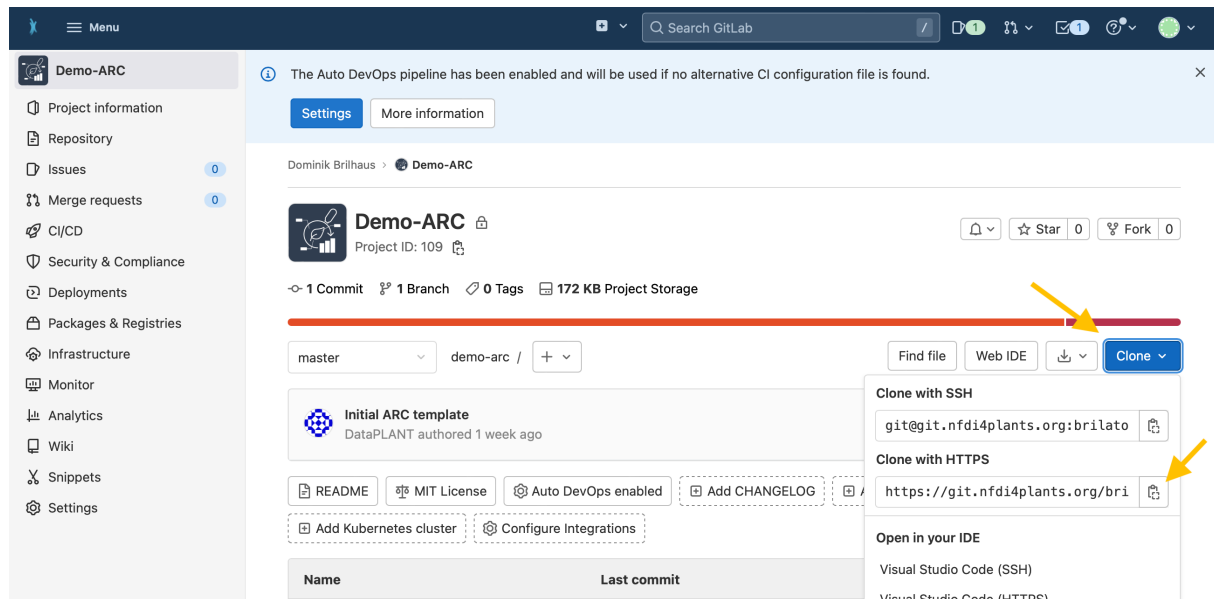 Menu
Search GitLab
/
1
1
Demo-ARC
Project information
Repository
Issues 0
Merge requests 0
CI/CD
Security & Compliance
Deployments
Packages & Registries
Infrastructure
Monitor
Analytics
Wiki
Snippets
Settings
The Auto DevOps pipeline has been enabled and will be used if no alternative CI configuration file is found.
Settings More information
Dominik Brilhaus › Demo-ARC
Demo-ARC
Project ID: 109
Star 0 Fork 0
1 Commit 1 Branch 0 Tags 172 KB Project Storage
master demo-arc / + Find file Web IDE Clone
Initial ARC template
DataPLANT authored 1 week ago
README MIT License Auto DevOps enabled Add CHANGELOG
Add Kubernetes cluster Configure Integrations
Name Last commit
Clone with SSH
git@git.nfdi4plants.org:brilato
Clone with HTTPS
https://git.nfdi4plants.org/bri
Open in your IDE
Visual Studio Code (SSH)
Visual Studio Code (HTTPS)